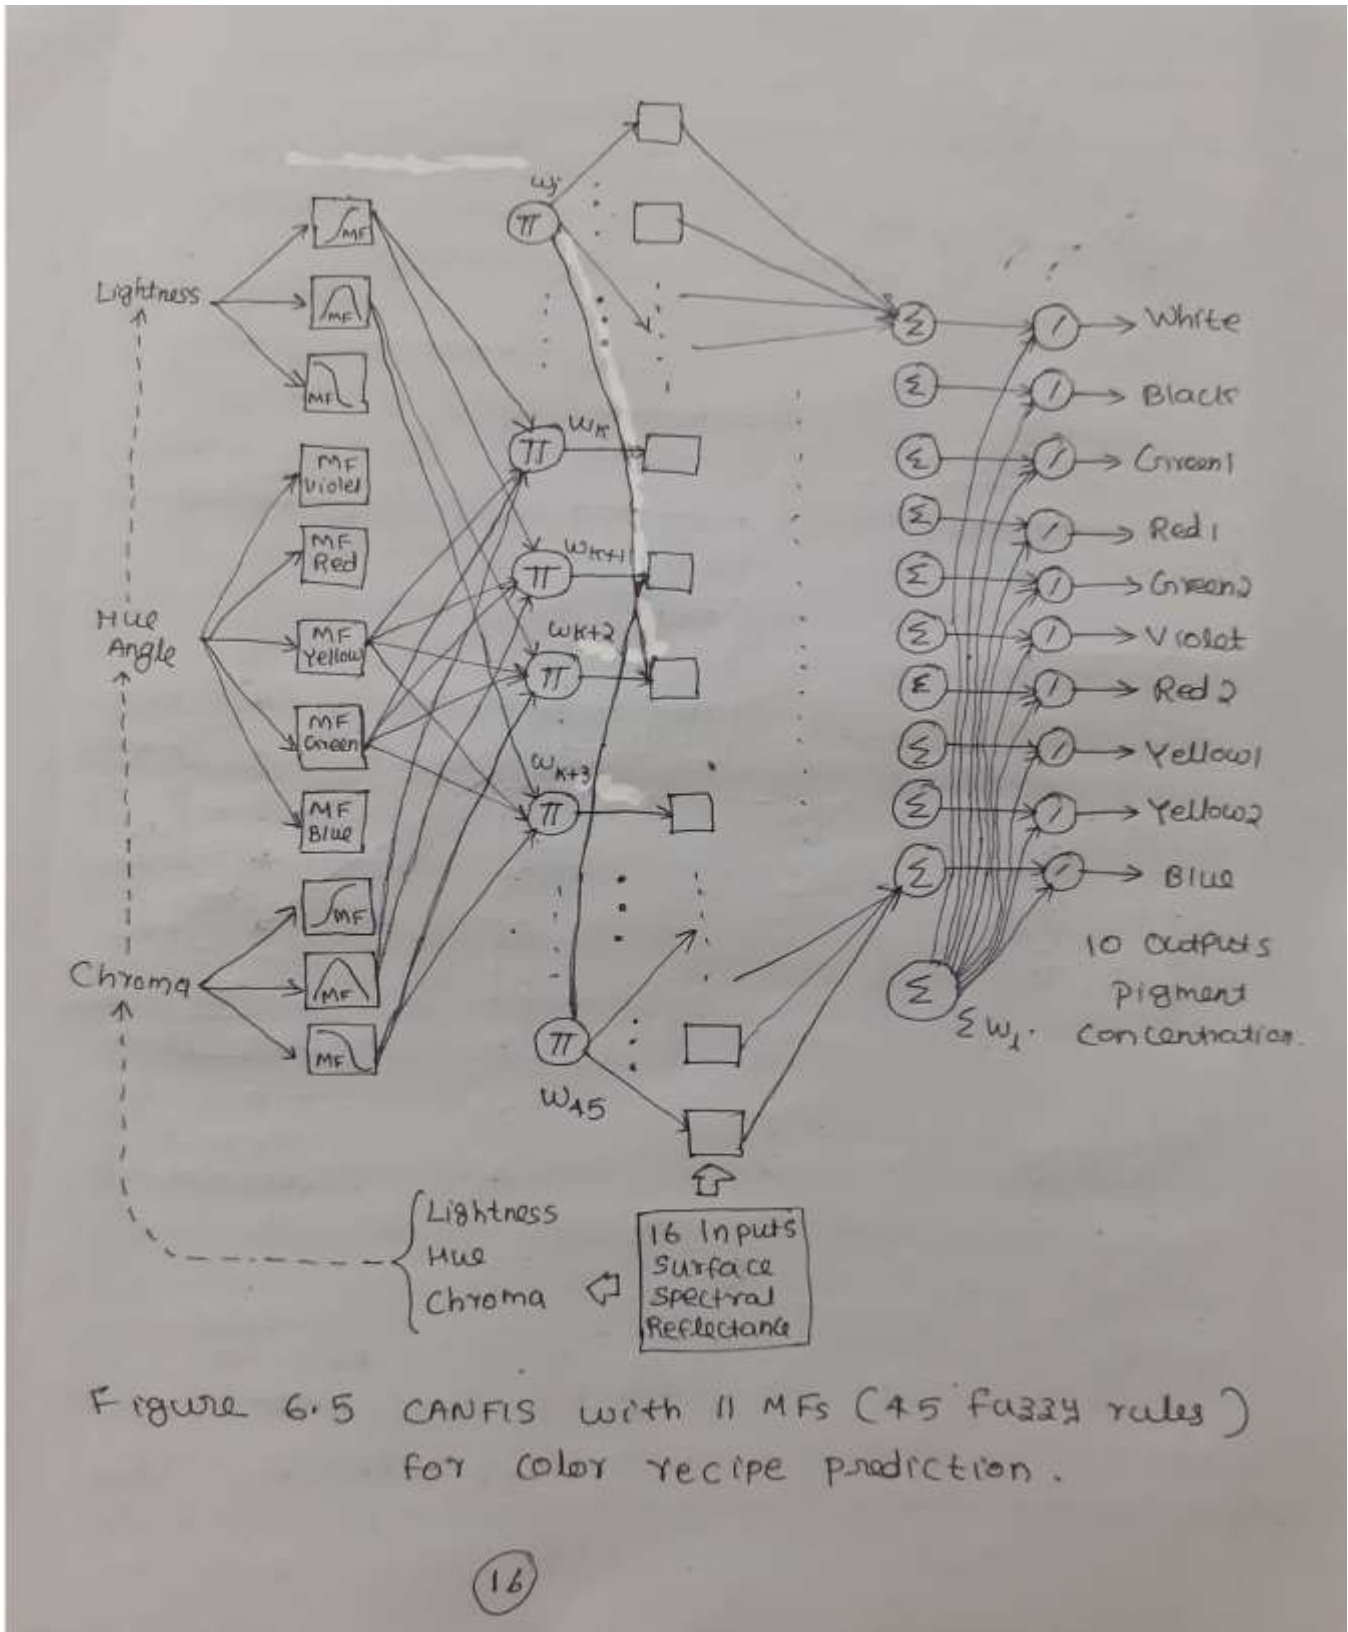 Wj
π
MF
Lightness
MF
MF
MF
Violet
MF
Red
Hue
Angle
MF
Yellow
MF
Green
MF
Blue
MF
Chroma
MF
MF
WK
π
WK+1
π
WK+2
π
WK+3
π
π
W45
Σ / White
Σ / Black
Σ / Green1
Σ / Red1
Σ / Green2
Σ / Violet
Σ / Red2
Σ / Yellow1
Σ / Yellow2
Σ / Blue
Σ
Σwi.
10 outputs
pigment
concentration.
Lightness
Hue
Chroma
16 Inputs
Surface
Spectral
Reflectance
Figure 6.5 CANFIS with 11 MFs (45 fuzzy rules)
for color recipe prediction.
16